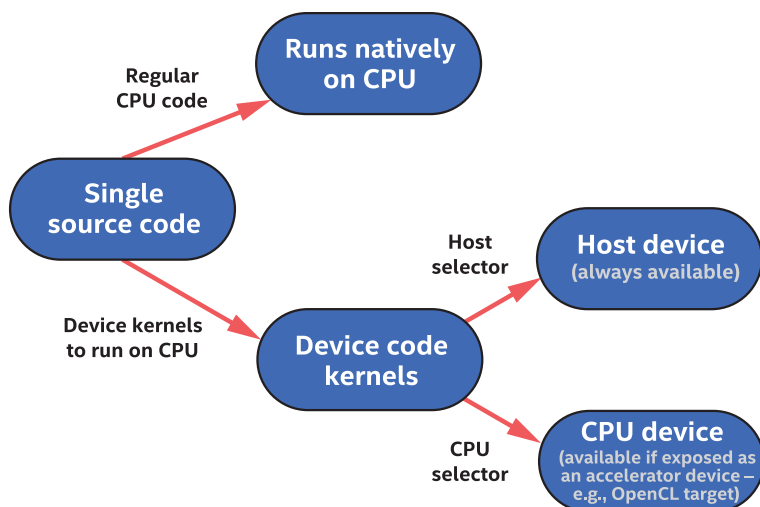 Runs natively
on CPU
Regular
CPU code
Single
source code
Host
selector
Host device
(always available)
Device kernels
to run on CPU
Device code
kernels
CPU
selector
CPU device
(available if exposed as
an accelerator device –
e.g., OpenCL target)